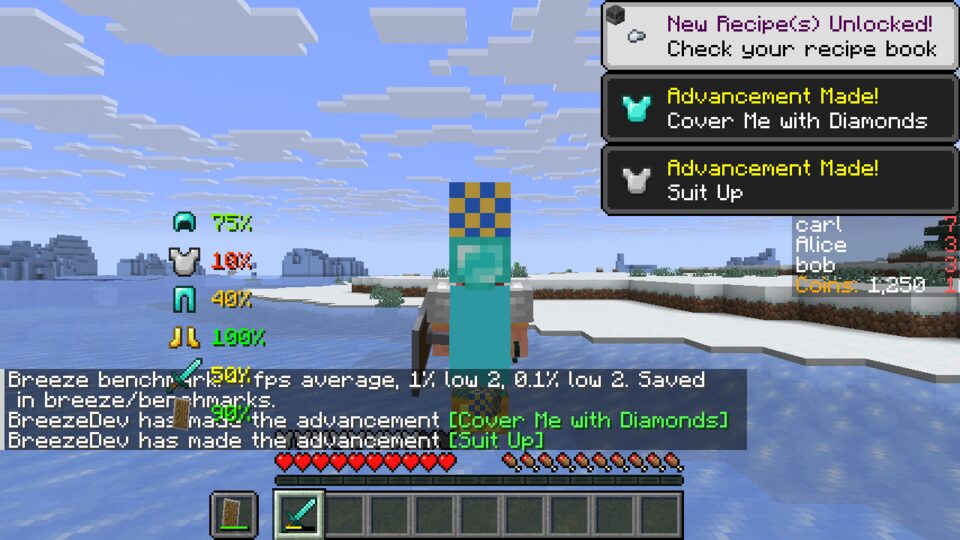 New Recipe(s) Unlocked!
Check your recipe book
Advancement Made!
Cover Me with Diamonds
Advancement Made!
Suit Up
carl 7
Alice 3
bob 3
Coins: 1,250 1
75%
10%
40%
100%
50%
90%
Breeze fps average, 1% low 2, 0.1% low 2. Saved
in breeze/benchmarks.
BreezeDev has made the advancement [Cover Me with Diamonds]
BreezeDev has made the advancement [Suit Up]